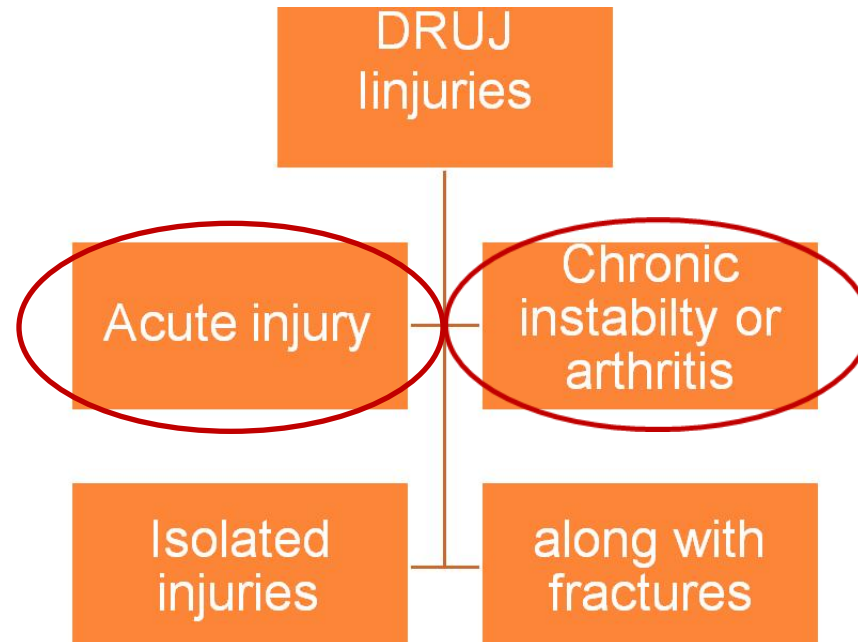 DRUJ
Iinjuries
Acute injury
Chronic
instabilty or
arthritis
Isolated
injuries
along with
fractures